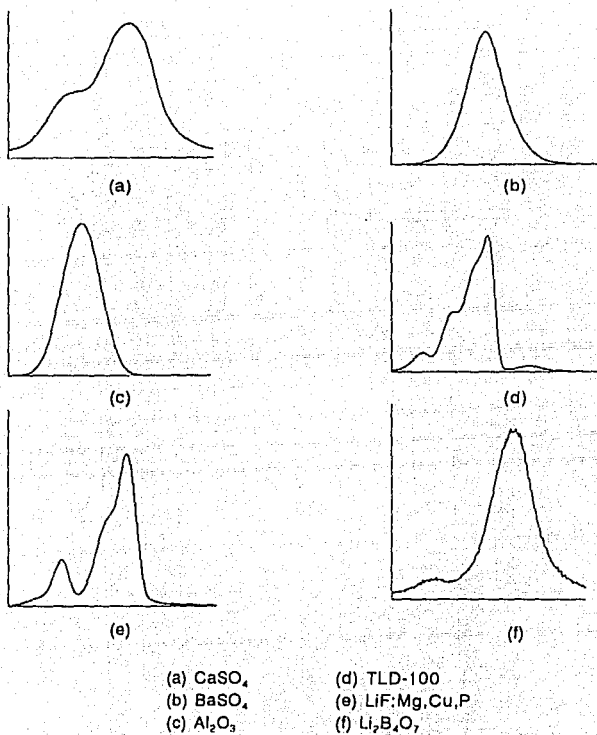 (a)
(b)
(c)
(d)
(e)
(f)
(a) CaSO₄
(b) BaSO₄
(c) Al₂O₃
(d) TLD-100
(e) LiF:Mg,Cu,P
(f) Li₂B₄O₇